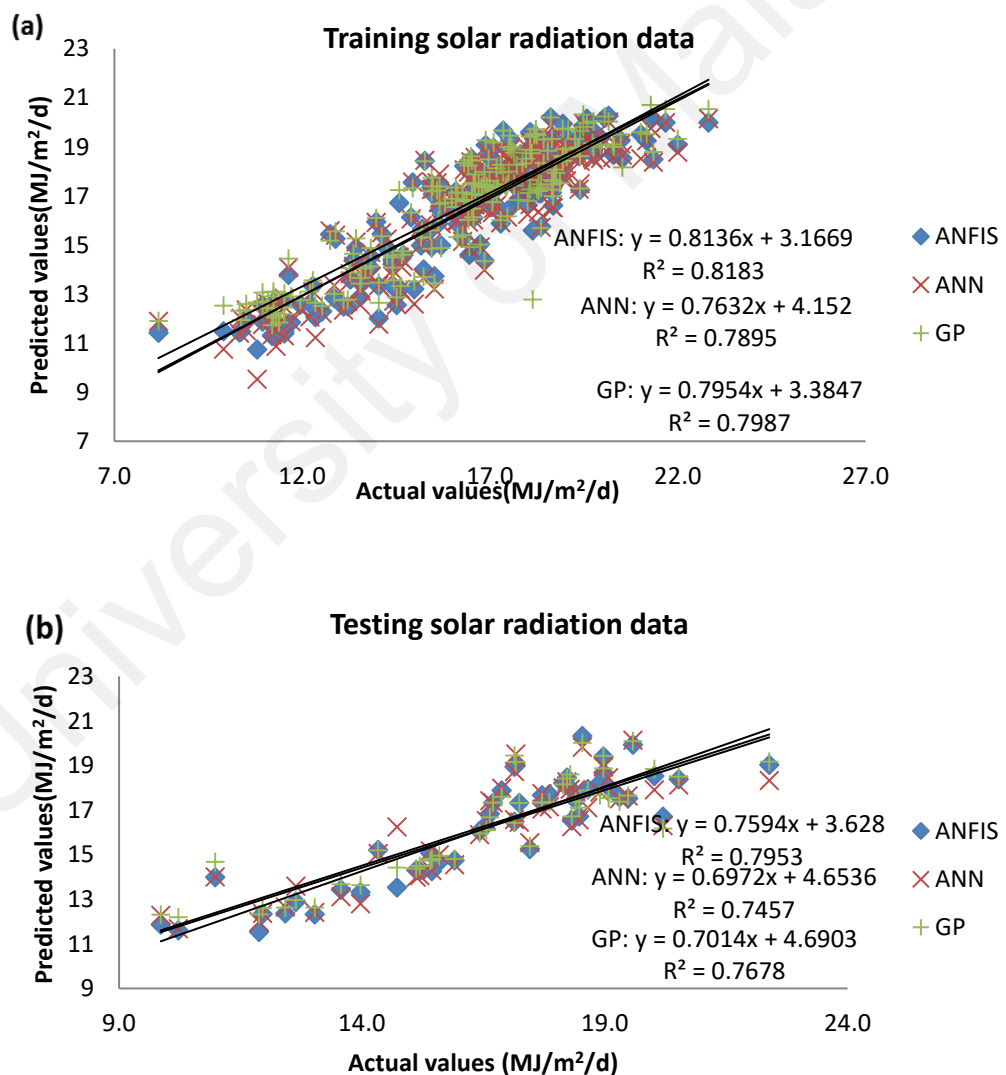 (a)
Training solar radiation data
23
21
19
17
15
13
11
9
7
Predicted values(MJ/m²/d)
ANFIS: y = 0.8136x + 3.1669
R² = 0.8183
ANN: y = 0.7632x + 4.152
R² = 0.7895
GP: y = 0.7954x + 3.3847
R² = 0.7987
ANFIS
ANN
GP
7.0 12.0 17.0 22.0 27.0
Actual values(MJ/m²/d)
(b)
Testing solar radiation data
23
21
19
17
15
13
11
9
Predicted values(MJ/m²/d)
ANFIS: y = 0.7594x + 3.628
R² = 0.7953
ANN: y = 0.6972x + 4.6536
R² = 0.7457
GP: y = 0.7014x + 4.6903
R² = 0.7678
ANFIS
ANN
GP
9.0 14.0 19.0 24.0
Actual values (MJ/m²/d)
University of